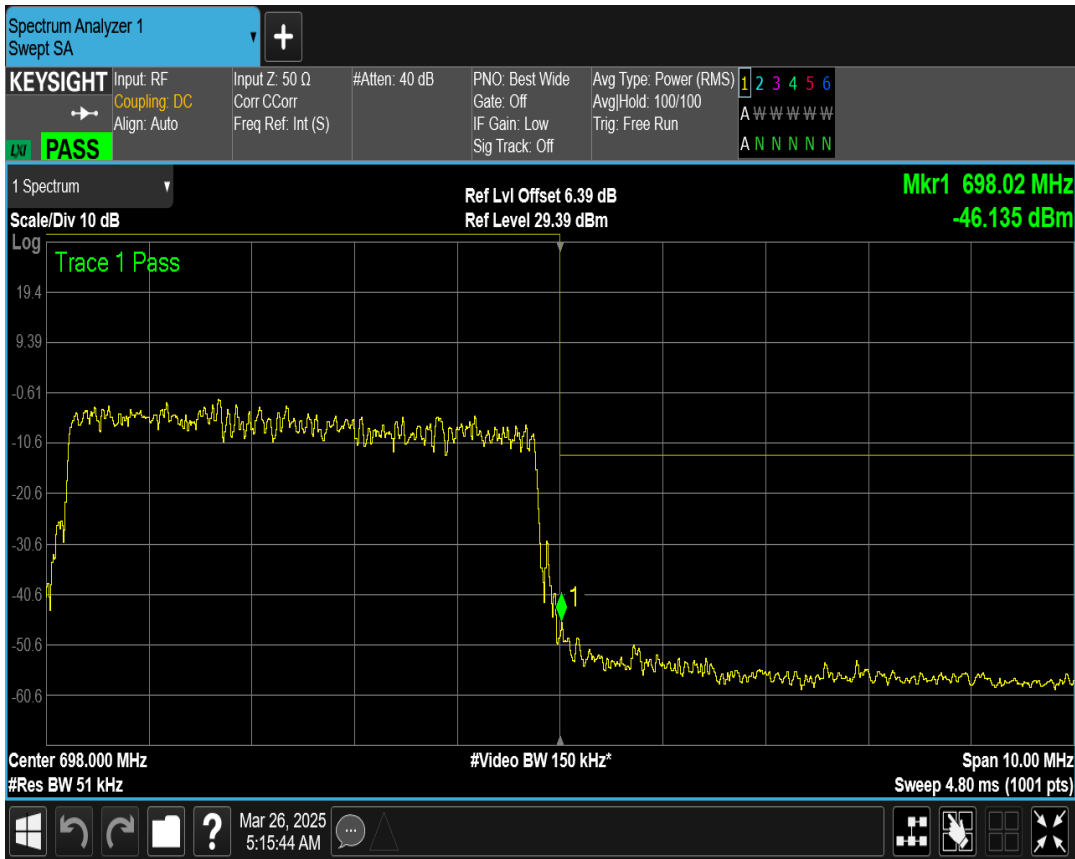 Spectrum Analyzer 1
Swept SA
KEYSIGHT
LXI PASS
Input: RF
Coupling: DC
Align: Auto
Input Z: 50 Ω
Corr CCorr
Freq Ref: Int (S)
#Atten: 40 dB
PNO: Best Wide
Gate: Off
IF Gain: Low
Sig Track: Off
Avg Type: Power (RMS)
Avg|Hold: 100/100
Trig: Free Run
1 2 3 4 5 6
A W W W W W
A N N N N N
1 Spectrum
Scale/Div 10 dB
Ref Lvl Offset 6.39 dB
Ref Level 29.39 dBm
Mkr1 698.02 MHz
-46.135 dBm
Log
Trace 1 Pass
19.4
9.39
-0.61
-10.6
-20.6
-30.6
-40.6
-50.6
-60.6
1
Center 698.000 MHz
#Res BW 51 kHz
#Video BW 150 kHz*
Span 10.00 MHz
Sweep 4.80 ms (1001 pts)
?
Mar 26, 2025
5:15:44 AM